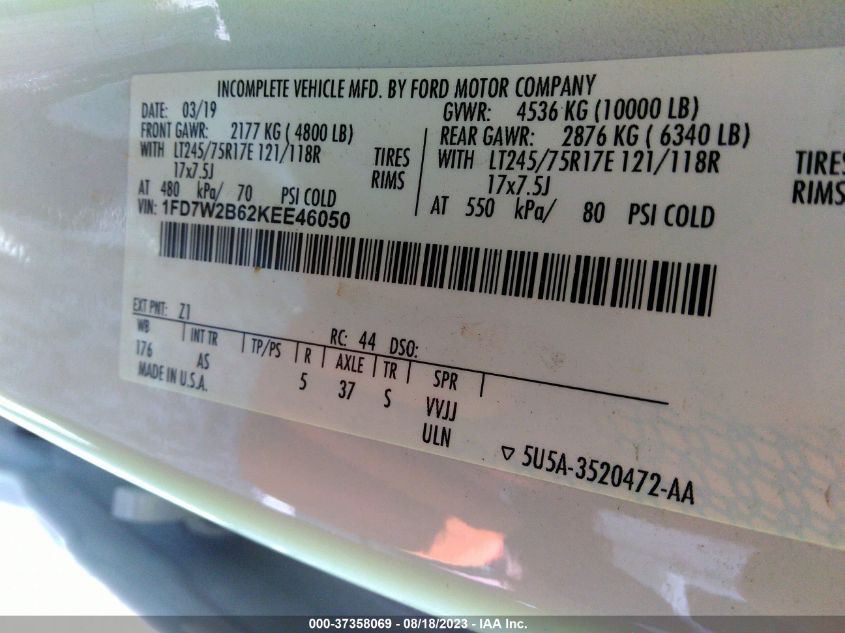 INCOMPLETE VEHICLE MFD. BY FORD MOTOR COMPANY
DATE: 03/19 GVWR: 4536 KG (10000 LB)
FRONT GAWR: 2177 KG ( 4800 LB) REAR GAWR: 2876 KG ( 6340 LB)
WITH LT245/75R17E 121/118R TIRES WITH LT245/75R17E 121/118R TIRES
17x7.5J RIMS 17x7.5J RIMS
AT 480 kPa/ 70 PSI COLD AT 550 kPa/ 80 PSI COLD
VIN: 1FD7W2B62KEE46050
EXT PNT: Z1 RC: 44 DSO:
WB INT TR TP/PS R AXLE TR SPR
176 AS 5 37 S VVJJ
MADE IN U.S.A. ULN
5U5A-3520472-AA
000-37358069 - 08/18/2023 - IAA Inc.